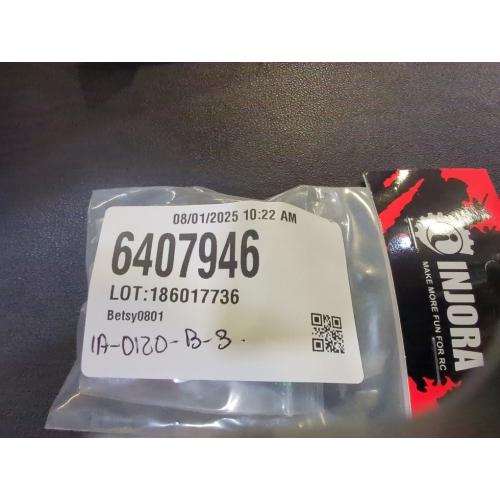 08/01/2025 10:22 AM
6407946
LOT:186017736
Betsy0801
1A-0120-B-3.
INJORA
MAKE MORE FUN FOR RC